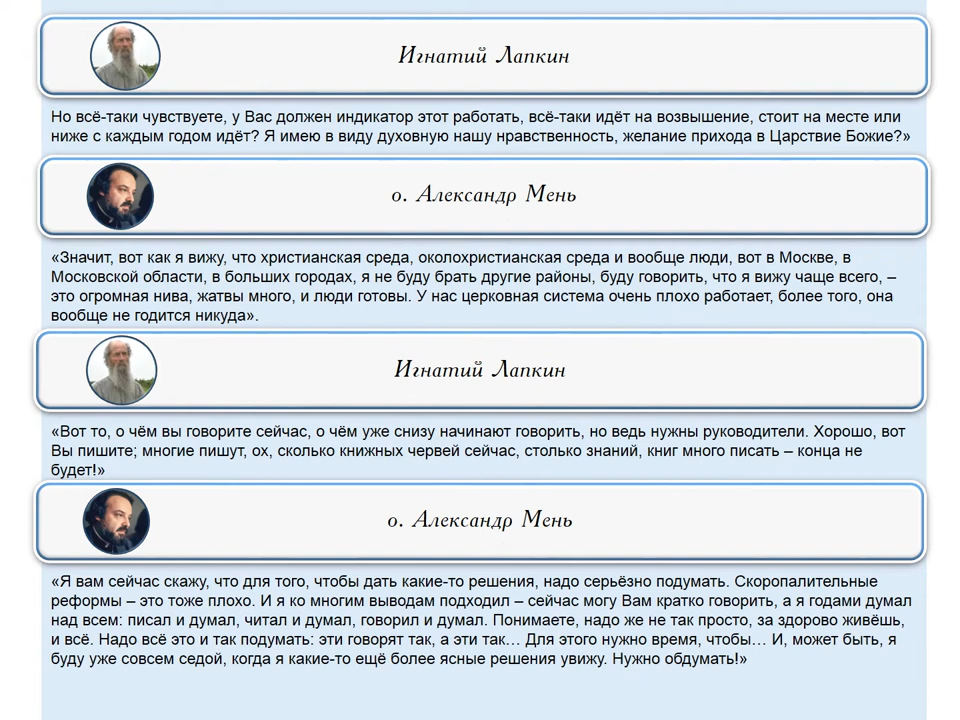 Игнатий Лапкин
Но всё-таки чувствуете, у Вас должен индикатор этот работать, всё-таки идёт на возвышение, стоит на месте или
ниже с каждым годом идёт? Я имею в виду духовную нашу нравственность, желание прихода в Царствие Божие?»
о. Александр Мень
«Значит, вот как я вижу, что христианская среда, околохристианская среда и вообще люди, вот в Москве, в
Московской области, в больших городах, я не буду брать другие районы, буду говорить, что я вижу чаще всего, –
это огромная нива, жатвы много, и люди готовы. У нас церковная система очень плохо работает, более того, она
вообще не годится никуда».
Игнатий Лапкин
«Вот то, о чём вы говорите сейчас, о чём уже снизу начинают говорить, но ведь нужны руководители. Хорошо, вот
Вы пишите; многие пишут, ох, сколько книжных червей сейчас, столько знаний, книг много писать – конца не
будет!»
о. Александр Мень
«Я вам сейчас скажу, что для того, чтобы дать какие-то решения, надо серьёзно подумать. Скоропалительные
реформы – это тоже плохо. И я ко многим выводам подходил – сейчас могу Вам кратко говорить, а я годами думал
над всем: писал и думал, читал и думал, говорил и думал. Понимаете, надо же не так просто, за здорово живёшь,
и всё. Надо всё это и так подумать: эти говорят так, а эти так… Для этого нужно время, чтобы… И, может быть, я
буду уже совсем седой, когда я какие-то ещё более ясные решения увижу. Нужно обдумать!»